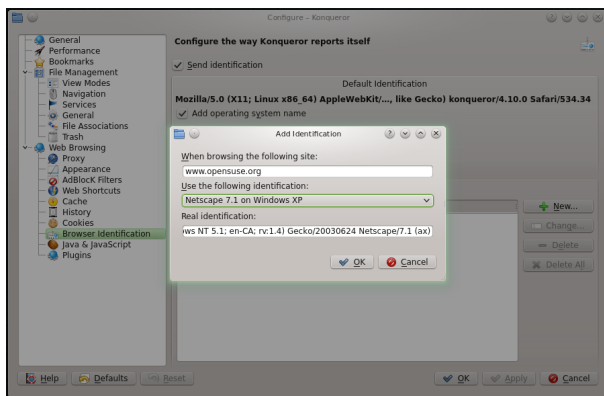 Configure – Konqueror
General
Performance
Bookmarks
File Management
View Modes
Navigation
Services
General
File Associations
Trash
Web Browsing
Proxy
Appearance
AdBlocK Filters
Web Shortcuts
Cache
History
Cookies
Browser Identification
Java & JavaScript
Plugins
Configure the way Konqueror reports itself
Send identification
Default Identification
Mozilla/5.0 (X11; Linux x86_64) AppleWebKit/..., like Gecko) konqueror/4.10.0 Safari/534.34
Add operating system name
Add Identification
When browsing the following site:
www.opensuse.org
Use the following identification:
Netscape 7.1 on Windows XP
Real identification:
ows NT 5.1; en-CA; rv:1.4) Gecko/20030624 Netscape/7.1 (ax)
OK
Cancel
New...
Change...
Delete
Delete All
Help
Defaults
Reset
OK
Apply
Cancel